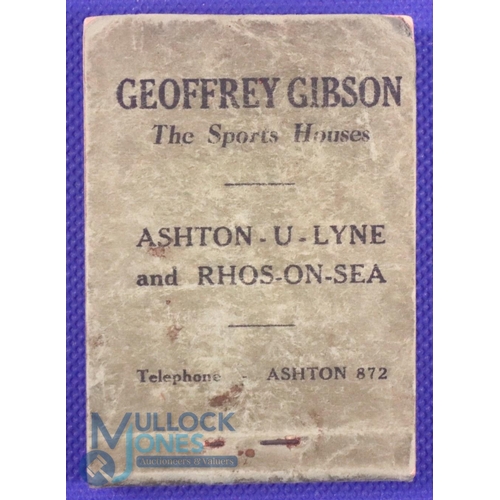 GEOFFREY GIBSON
The Sports Houses
ASHTON - U - LYNE
and RHOS-ON-SEA
Telephone - ASHTON 872
MULLOCK
JONES
Auctioneers & Valuers